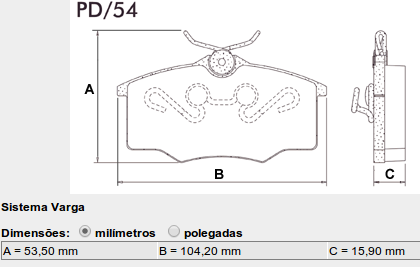 PD/54
A
B
C
Sistema Varga
Dimensões: milímetros polegadas
A = 53,50 mm B = 104,20 mm C = 15,90 mm